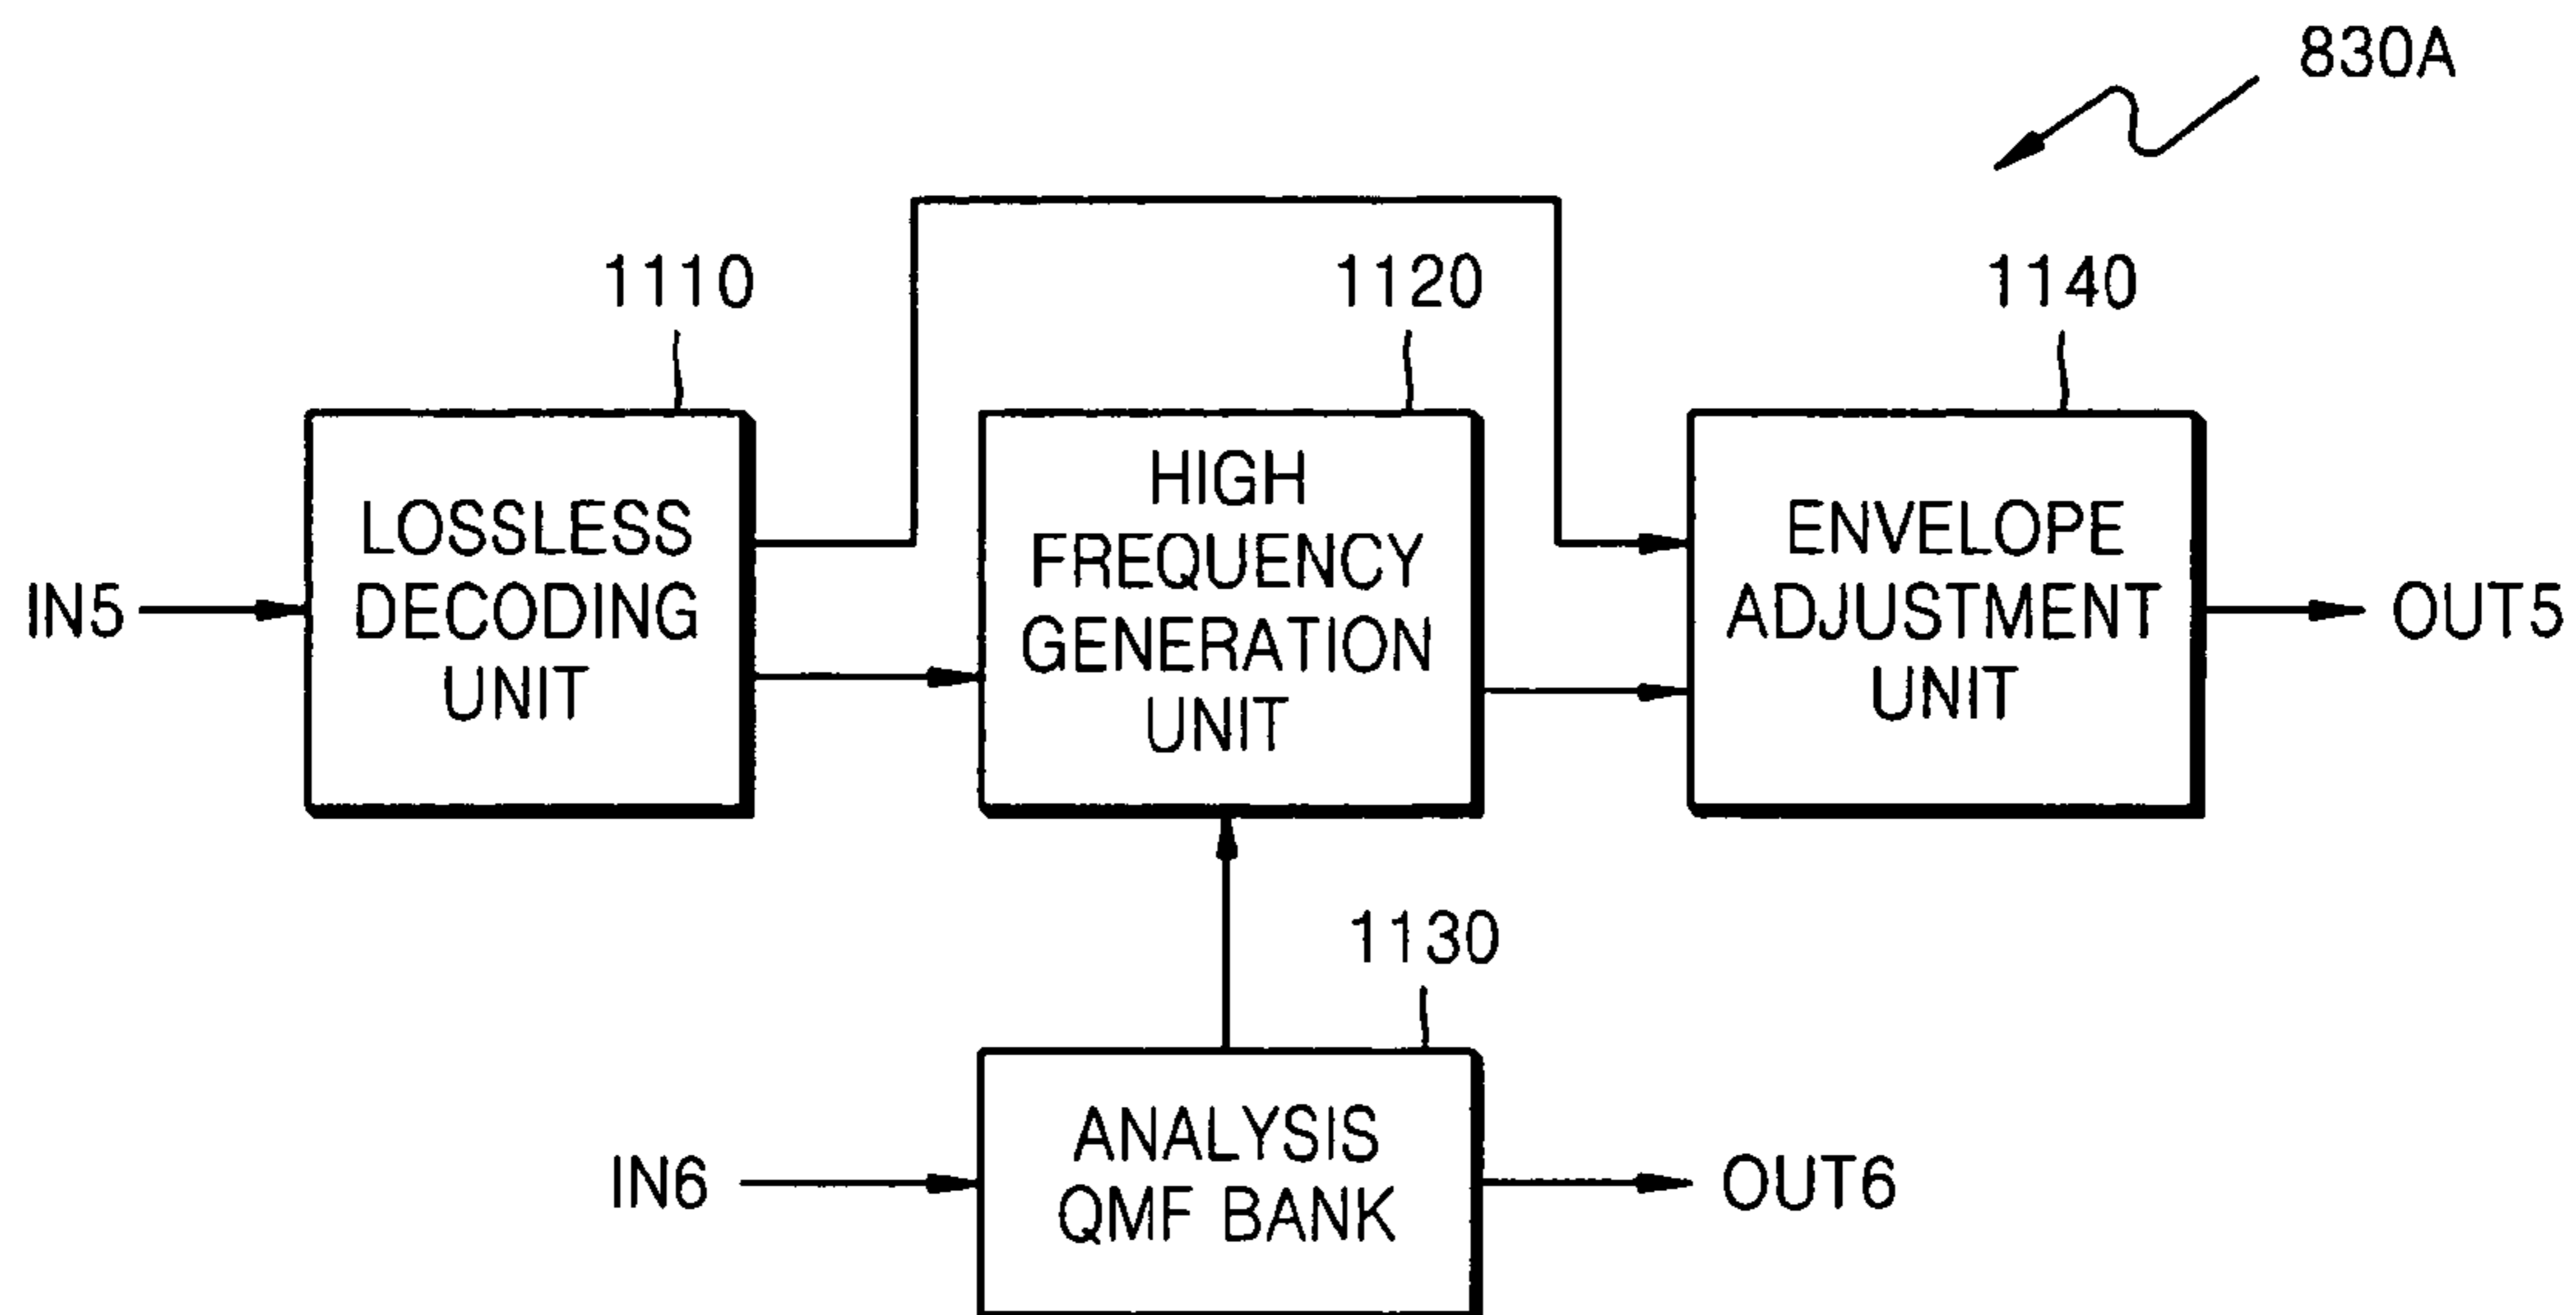 830A
1110
1120
1140
LOSSLESS
DECODING
UNIT
HIGH
FREQUENCY
GENERATION
UNIT
ENVELOPE
ADJUSTMENT
UNIT
IN5
OUT5
1130
IN6
ANALYSIS
QMF BANK
OUT6